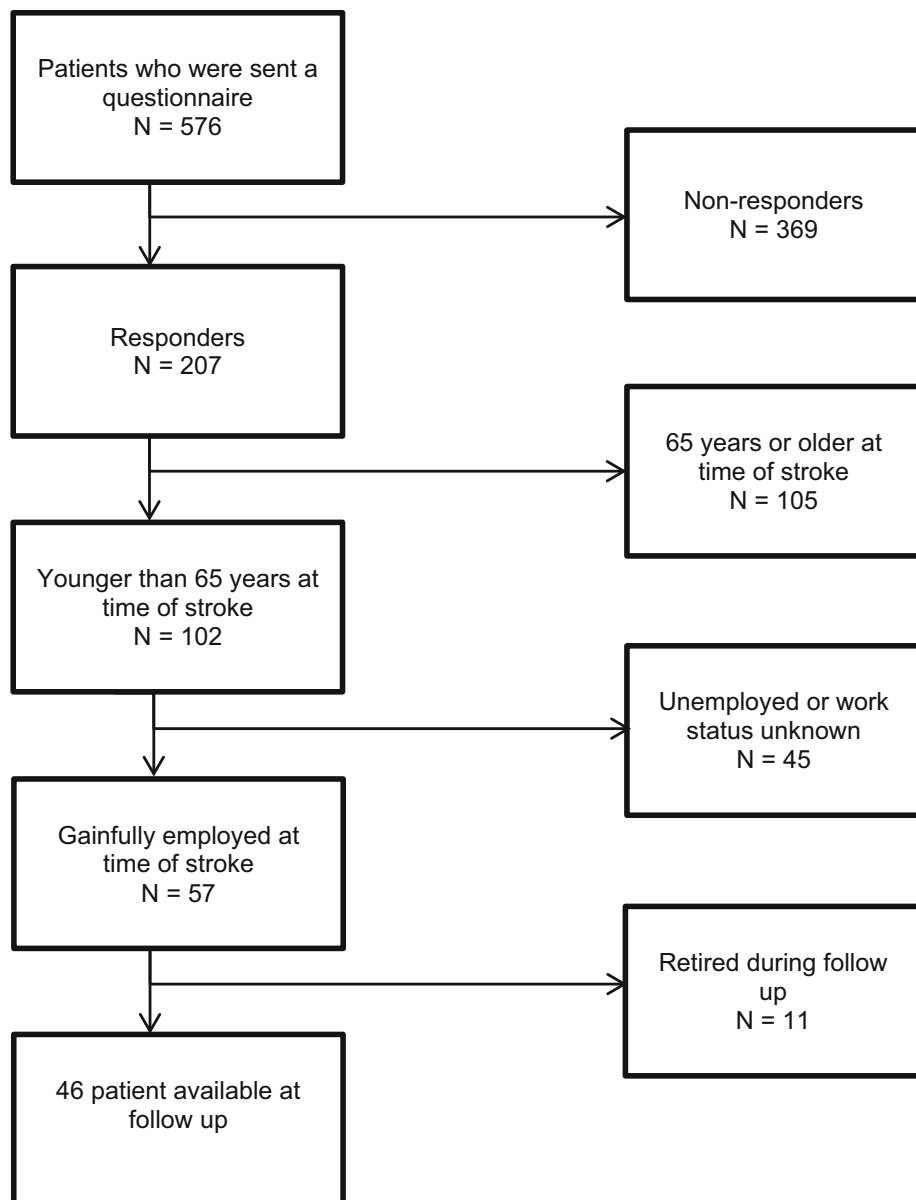 Patients who were sent a
questionnaire
N = 576
Non-responders
N = 369
Responders
N = 207
65 years or older at
time of stroke
N = 105
Younger than 65 years at
time of stroke
N = 102
Unemployed or work
status unknown
N = 45
Gainfully employed at
time of stroke
N = 57
Retired during follow
up
N = 11
46 patient available at
follow up